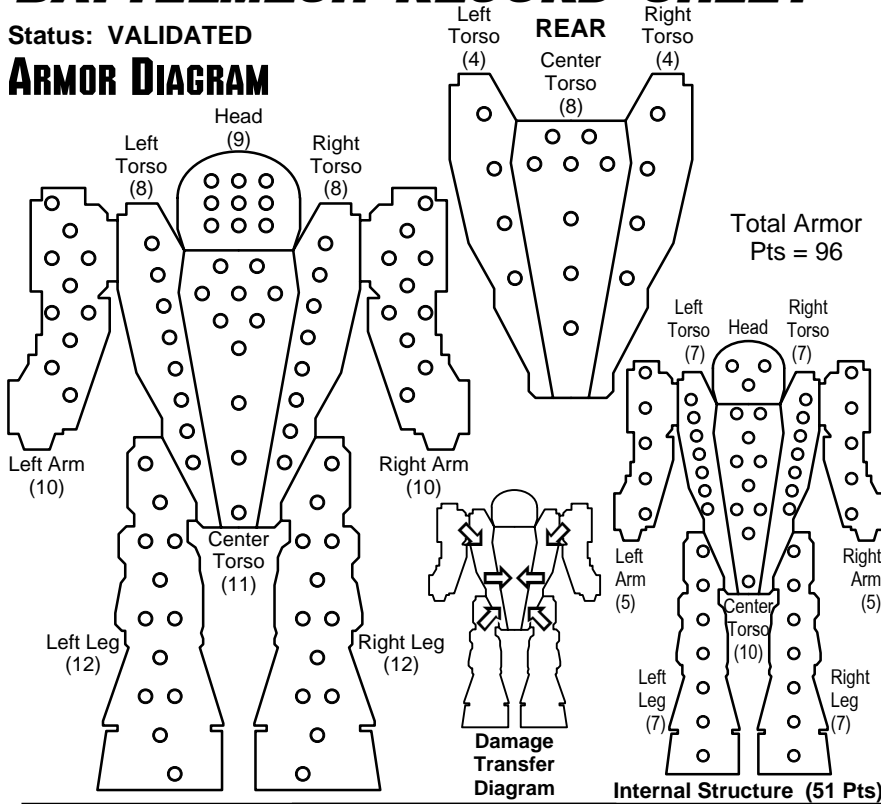 BATTLEMECH RECORD SHEET
Status: VALIDATED
ARMOR DIAGRAM
Head
(9)
Left
Torso
(8)
Right
Torso
(8)
Left Arm
(10)
Right Arm
(10)
Center
Torso
(11)
Left Leg
(12)
Right Leg
(12)
REAR
Left
Torso
(4)
Center
Torso
(8)
Right
Torso
(4)
Total Armor
Pts = 96
Damage
Transfer
Diagram
Left
Torso
(7)
Head
Right
Torso
(7)
Left
Arm
(5)
Right
Arm
(5)
Center
Torso
(10)
Left
Leg
(7)
Right
Leg
(7)
Internal Structure (51 Pts)